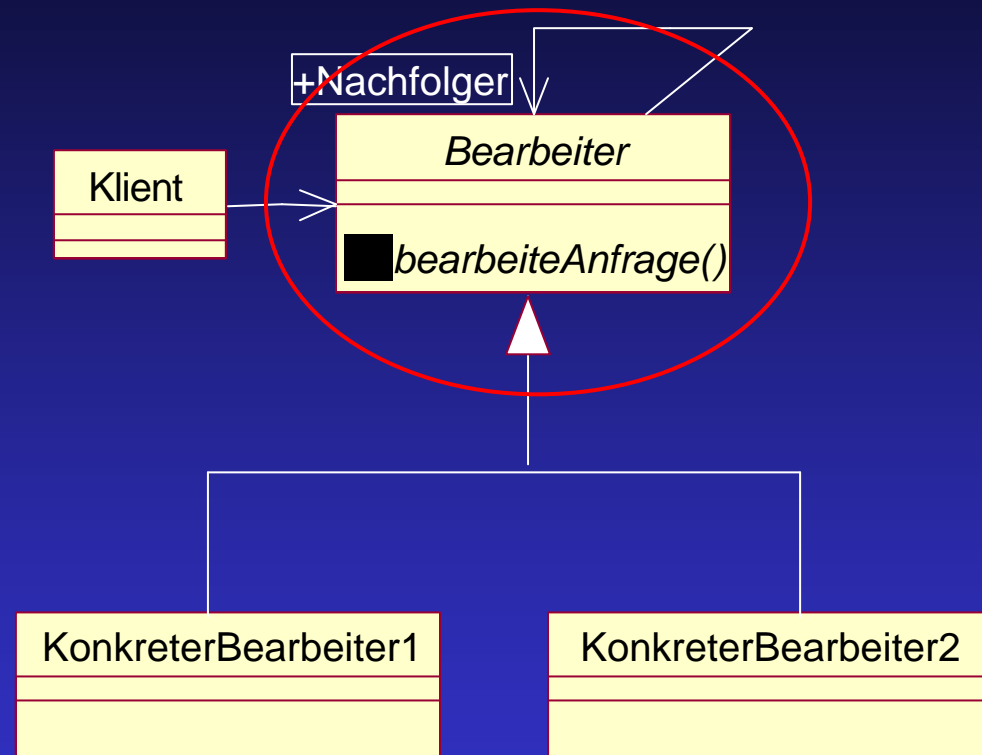 +Nachfolger
Bearbeiter
Klient
bearbeiteAnfrage()
KonkreterBearbeiter1
KonkreterBearbeiter2